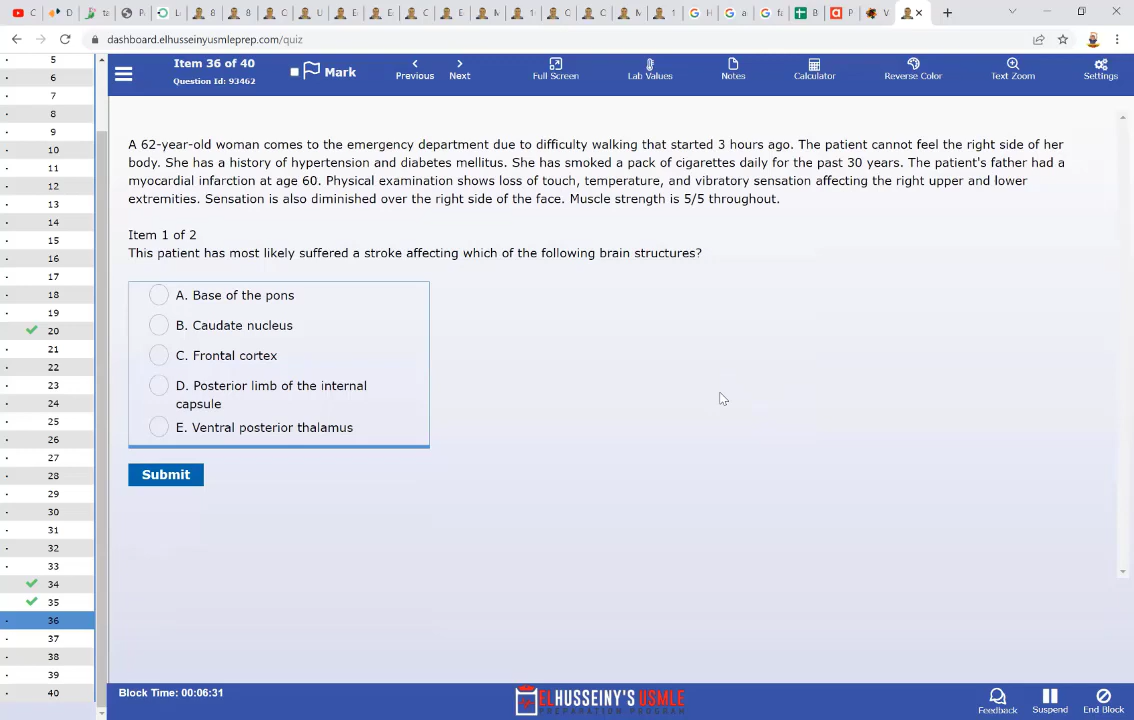 C
D
ta
P
L
8
8
C
U
E
E
C
E
M
1
C
C
M
1
H
a
fa
B
P
V
dashboard.elhusseinyusmleprep.com/quiz
Item 36 of 40
Question Id: 93462
Mark
Previous
Next
Full Screen
Lab Values
Notes
Calculator
Reverse Color
Text Zoom
Settings
5
6
7
8
9
10
11
12
13
14
15
16
17
18
19
20
21
22
23
24
25
26
27
28
29
30
31
32
33
34
35
36
37
38
39
40
A 62-year-old woman comes to the emergency department due to difficulty walking that started 3 hours ago. The patient cannot feel the right side of her
body. She has a history of hypertension and diabetes mellitus. She has smoked a pack of cigarettes daily for the past 30 years. The patient's father had a
myocardial infarction at age 60. Physical examination shows loss of touch, temperature, and vibratory sensation affecting the right upper and lower
extremities. Sensation is also diminished over the right side of the face. Muscle strength is 5/5 throughout.
Item 1 of 2
This patient has most likely suffered a stroke affecting which of the following brain structures?
A. Base of the pons
B. Caudate nucleus
C. Frontal cortex
D. Posterior limb of the internal
capsule
E. Ventral posterior thalamus
Submit
Block Time: 00:06:31
ELHUSSEINY'S USMLE
PREPARATION PROGRAM
Feedback
Suspend
End Block